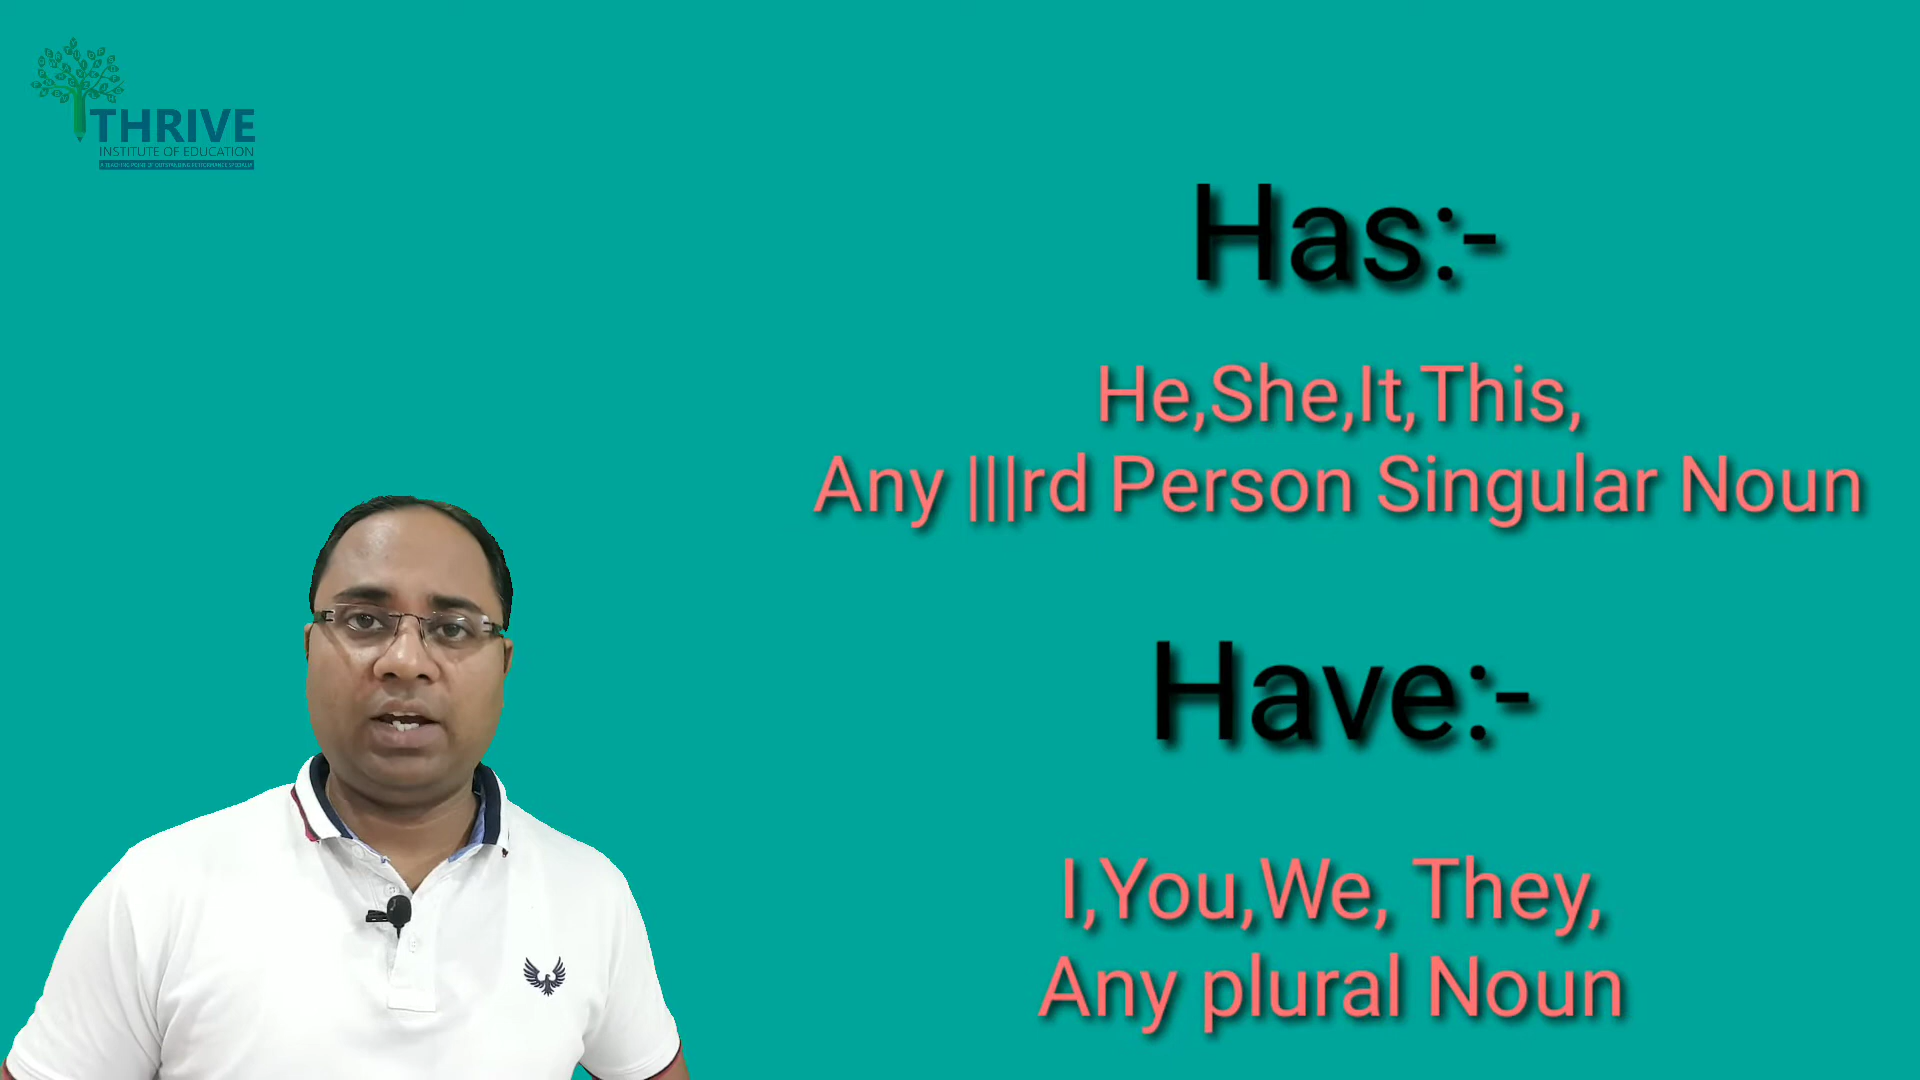 THRIVE
INSTITUTE OF EDUCATION
Has:-
He,She,It,This,
Any |||rd Person Singular Noun
Have:-
I,You,We, They,
Any plural Noun